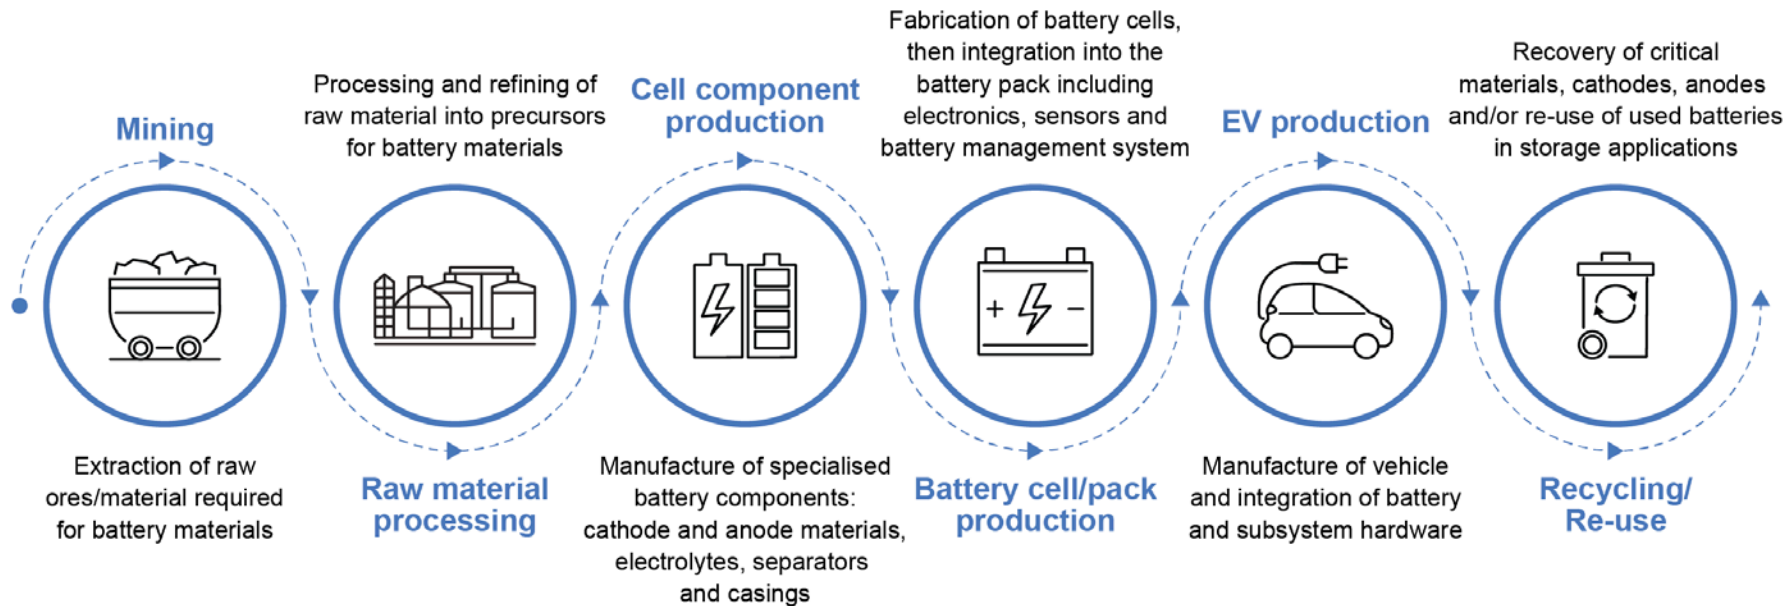 Mining
Extraction of raw
ores/material required
for battery materials
Processing and refining of
raw material into precursors
for battery materials
Raw material
processing
Cell component
production
Manufacture of specialised
battery components:
cathode and anode materials,
electrolytes, separators
and casings
Fabrication of battery cells,
then integration into the
battery pack including
electronics, sensors and
battery management system
+ −
Battery cell/pack
production
EV production
Manufacture of vehicle
and integration of battery
and subsystem hardware
Recovery of critical
materials, cathodes, anodes
and/or re-use of used batteries
in storage applications
Recycling/
Re-use